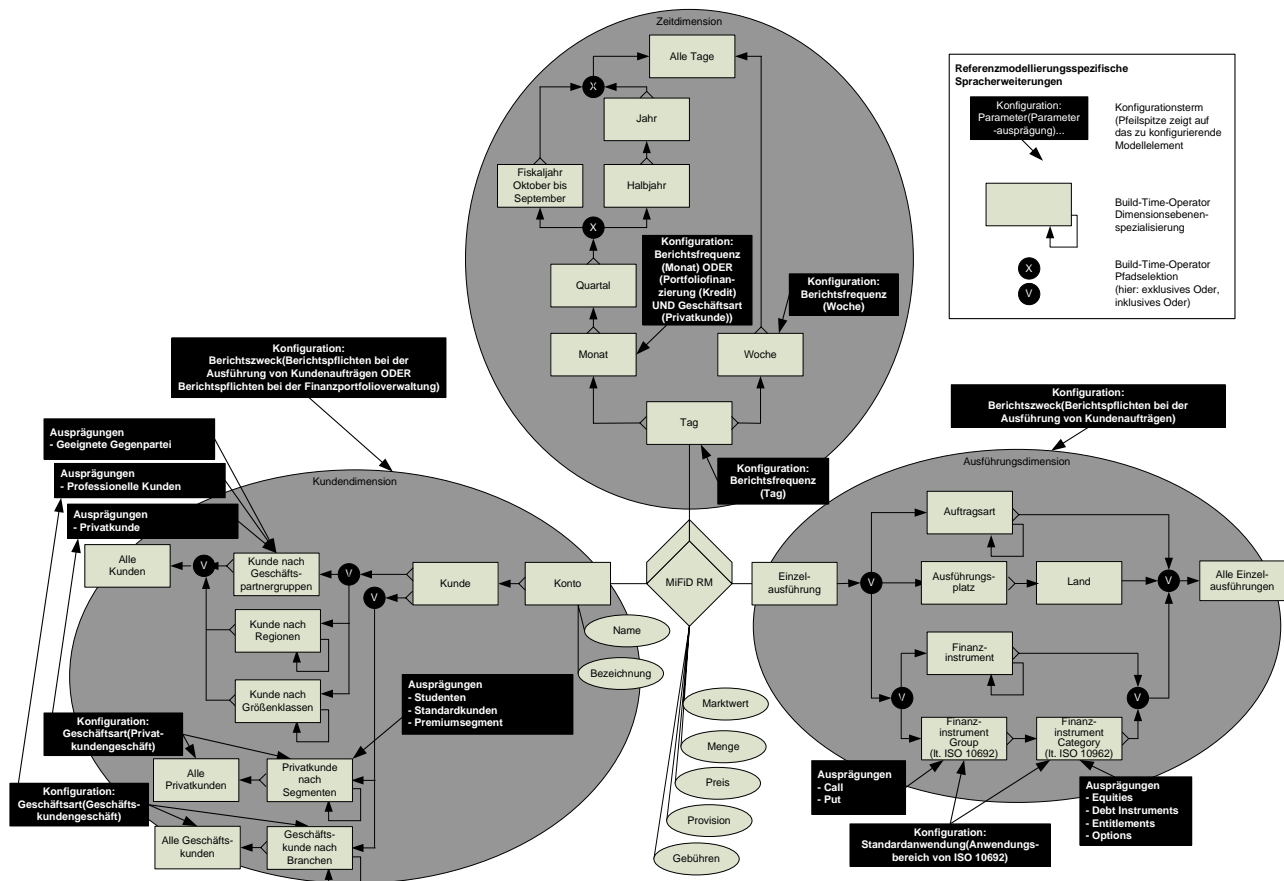 Zeitdimension
Alle Tage
X
Jahr
Fiskaljahr
Oktober bis
September
Halbjahr
X
Quartal
Konfiguration:
Berichtsfrequenz
(Monat) ODER
(Portfoliofinan-
zierung (Kredit)
UND Geschäftsart
(Privatkunde))
Konfiguration:
Berichtsfrequenz
(Woche)
Monat
Woche
Tag
Konfiguration:
Berichtsfrequenz
(Tag)
Referenzmodellierungsspezifische
Spracherweiterungen
Konfiguration:
Parameter(Parameter
-ausprägung)...
Konfigurationsterm
(Pfeilspitze zeigt auf
das zu konfigurierende
Modellelement
Build-Time-Operator
Dimensionsebenen-
spezialisierung
X
V
Build-Time-Operator
Pfadselektion
(hier: exklusives Oder,
inklusives Oder)
Konfiguration:
Berichtszweck(Berichtspflichten bei der
Ausführung von Kundenaufträgen ODER
Berichtspflichten bei der Finanzportfolioverwaltung)
Ausprägungen
- Geeignete Gegenpartei
Ausprägungen
- Professionelle Kunden
Ausprägungen
- Privatkunde
Kundendimension
Alle
Kunden
V
Kunde nach
Geschäfts-
partnergruppen
V
V
Kunde
Konto
Kunde nach
Regionen
Kunde nach
Größenklassen
Name
Bezeichnung
Ausprägungen
- Studenten
- Standardkunden
- Premiumsegment
Konfiguration:
Geschäftsart(Privat-
kundengeschäft)
Alle
Privatkunden
Privatkunde
nach
Segmenten
Konfiguration:
Geschäftsart(Geschäfts-
kundengeschäft)
Alle Geschäfts-
kunden
Geschäfts-
kunde nach
Branchen
MiFiD RM
Marktwert
Menge
Preis
Provision
Gebühren
Konfiguration:
Berichtszweck(Berichtspflichten bei der
Ausführung von Kundenaufträgen)
Ausführungsdimension
Einzel-
ausführung
V
Auftragsart
Ausführungs-
platz
Land
V
Alle Einzel-
ausführungen
Finanz-
instrument
V
V
Finanz-
instrument
Group
(lt. ISO 10692)
Finanz-
instrument
Category
(lt. ISO 10962)
Ausprägungen
- Call
- Put
Ausprägungen
- Equities
- Debt Instruments
- Entitlements
- Options
Konfiguration:
Standardanwendung(Anwendungs-
bereich von ISO 10692)